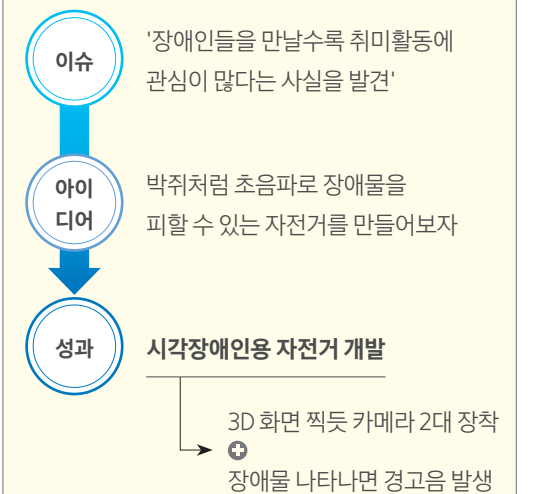 이슈
'장애인들을 만날수록 취미활동에
관심이 많다는 사실을 발견'
아이
디어
박쥐처럼 초음파로 장애물을
피할 수 있는 자전거를 만들어보자
성과
시각장애인용 자전거 개발
3D 화면 찍듯 카메라 2대 장착
+
장애물 나타나면 경고음 발생